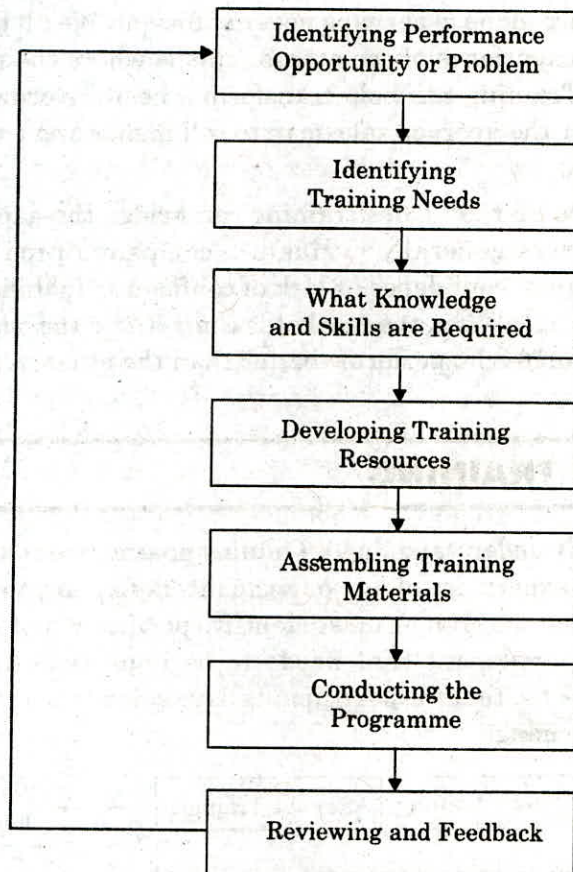 Identifying Performance
Opportunity or Problem
Identifying
Training Needs
What Knowledge
and Skills are Required
Developing Training
Resources
Assembling Training
Materials
Conducting the
Programme
Reviewing and Feedback